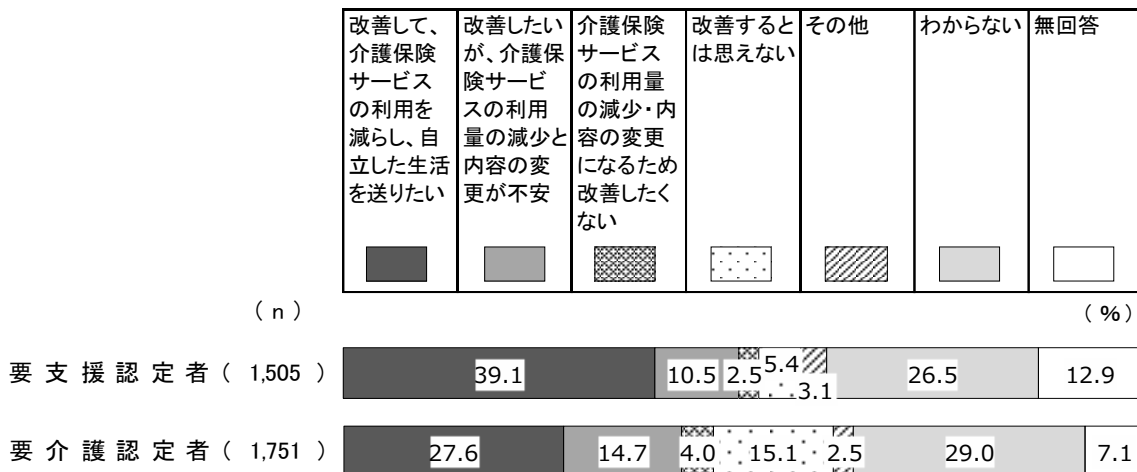 改善して、
介護保険
サービス
の利用を
減らし、自
立した生活
を送りたい
改善したい
が、介護保
険サービ
スの利用
量の減少と
内容の変
更が不安
介護保険
サービス
の利用量
の減少・内
容の変更
になるため
改善したく
ない
改善すると
は思えない
その他
わからない
無回答
(n)
(%)
要支援認定者( 1,505 )
39.1 10.5 2.5 5.4 3.1 26.5 12.9
要介護認定者( 1,751 )
27.6 14.7 4.0 15.1 2.5 29.0 7.1